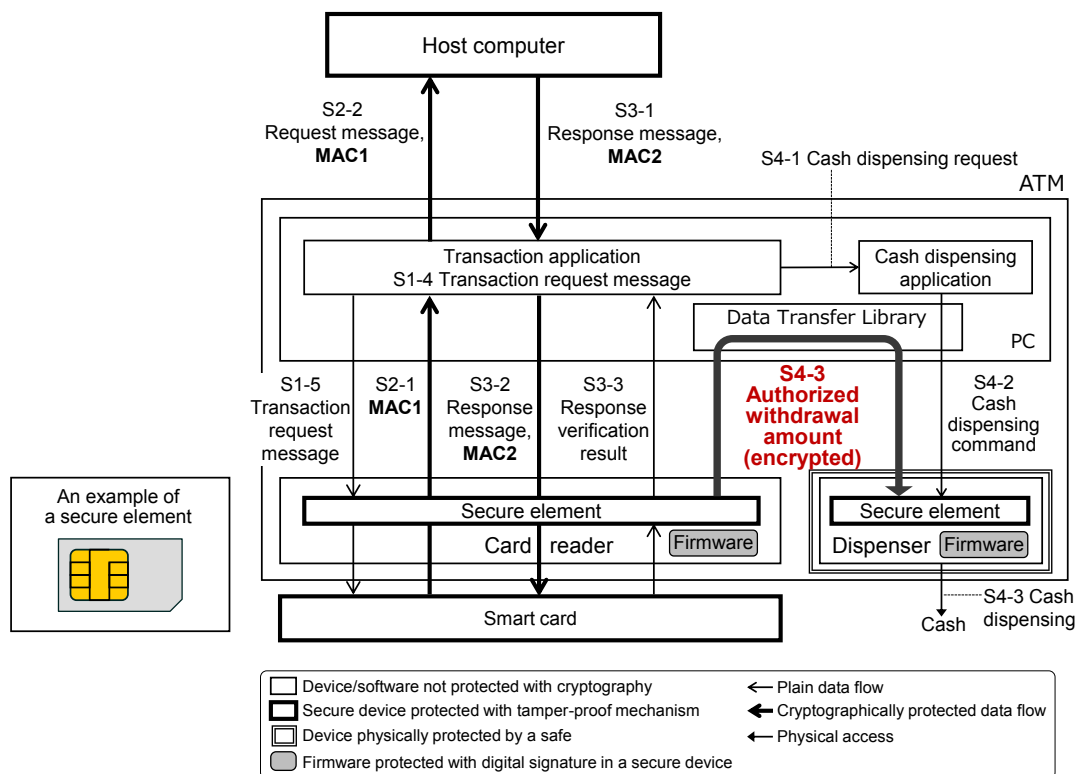 Host computer
S2-2
Request message,
MAC1
S3-1
Response message,
MAC2
S4-1 Cash dispensing request
ATM
Transaction application
S1-4 Transaction request message
Cash dispensing
application
Data Transfer Library
PC
S1-5
Transaction
request
message
S2-1
MAC1
S3-2
Response
message,
MAC2
S3-3
Response
verification
result
S4-3
Authorized
withdrawal
amount
(encrypted)
S4-2
Cash
dispensing
command
An example of
a secure element
Secure element
Card reader
Firmware
Secure element
Dispenser
Firmware
Smart card
S4-3 Cash
dispensing
Cash
Device/software not protected with cryptography
Secure device protected with tamper-proof mechanism
Device physically protected by a safe
Firmware protected with digital signature in a secure device
Plain data flow
Cryptographically protected data flow
Physical access